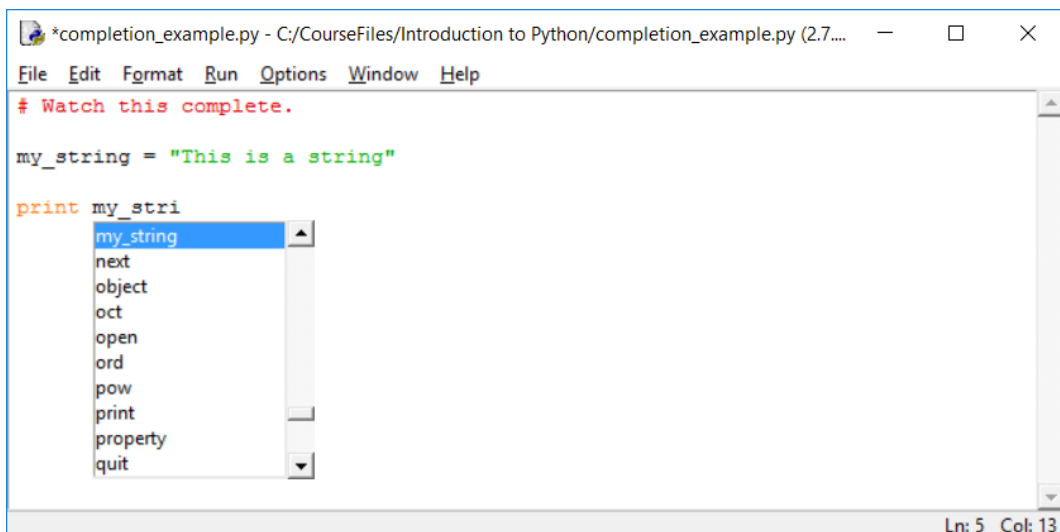 *completion_example.py - C:/CourseFiles/Introduction to Python/completion_example.py (2.7....
File Edit Format Run Options Window Help
# Watch this complete.
my_string = "This is a string"
print my_stri
my_string
next
object
oct
open
ord
pow
print
property
quit
Ln: 5 Col: 13